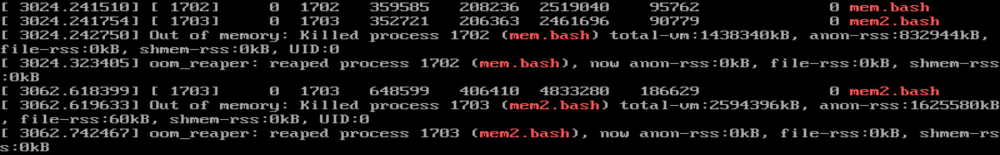 [ 3024.241510] [ 1702]     0  1702   359585   208236  2519040    95762             0 mem.bash
[ 3024.241754] [ 1703]     0  1703   352721   206363  2461696    90779             0 mem2.bash
[ 3024.242750] Out of memory: Killed process 1702 (mem.bash) total-vm:1438340kB, anon-rss:832944kB,
file-rss:0kB, shmem-rss:0kB, UID:0
[ 3024.323405] oom_reaper: reaped process 1702 (mem.bash), now anon-rss:0kB, file-rss:0kB, shmem-rss
:0kB
[ 3062.618399] [ 1703]     0  1703   648599   406410  4833280   186629             0 mem2.bash
[ 3062.619633] Out of memory: Killed process 1703 (mem2.bash) total-vm:2594396kB, anon-rss:1625580kB
, file-rss:60kB, shmem-rss:0kB, UID:0
[ 3062.742467] oom_reaper: reaped process 1703 (mem2.bash), now anon-rss:0kB, file-rss:0kB, shmem-rs
s:0kB